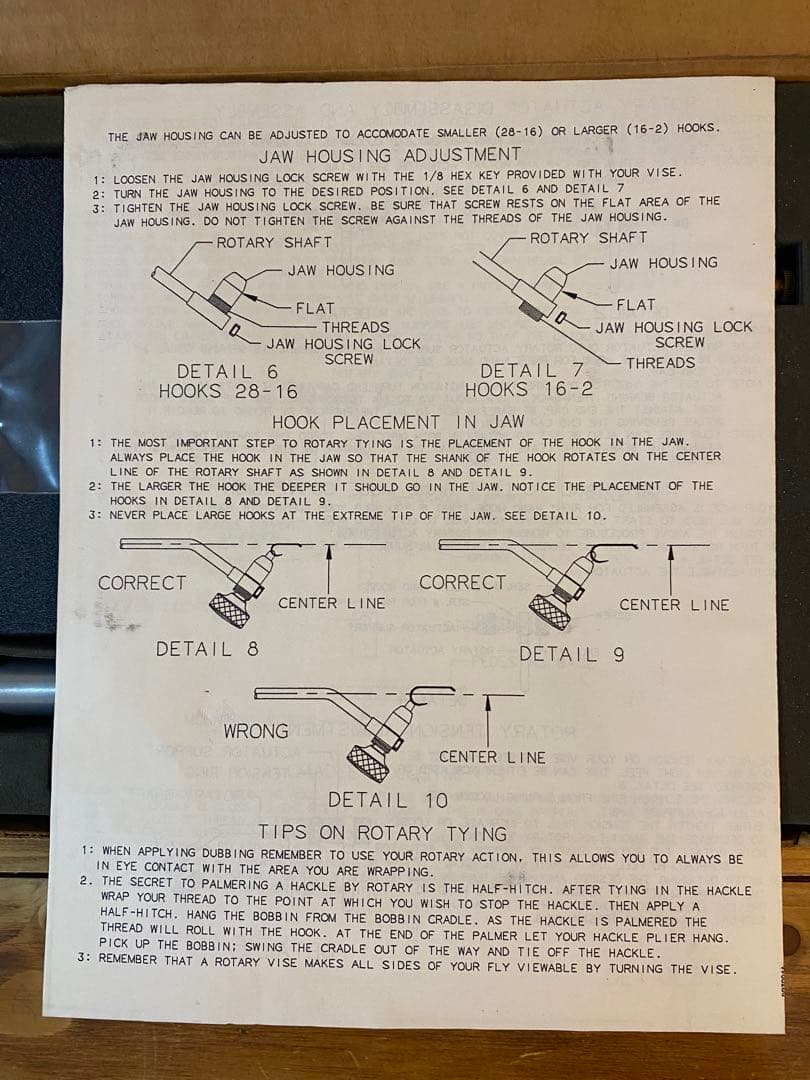 THE JAW HOUSING CAN BE ADJUSTED TO ACCOMODATE SMALLER (28-16) OR LARGER (16-2) HOOKS.
JAW HOUSING ADJUSTMENT
1: LOOSEN THE JAW HOUSING LOCK SCREW WITH THE 1/8 HEX KEY PROVIDED WITH YOUR VISE.
2: TURN THE JAW HOUSING TO THE DESIRED POSITION. SEE DETAIL 6 AND DETAIL 7
3: TIGHTEN THE JAW HOUSING LOCK SCREW. BE SURE THAT SCREW RESTS ON THE FLAT AREA OF THE
JAW HOUSING. DO NOT TIGHTEN THE SCREW AGAINST THE THREADS OF THE JAW HOUSING.
ROTARY SHAFT
JAW HOUSING
FLAT
THREADS
JAW HOUSING LOCK
SCREW
DETAIL 6
HOOKS 28-16
ROTARY SHAFT
JAW HOUSING
FLAT
JAW HOUSING LOCK
SCREW
THREADS
DETAIL 7
HOOKS 16-2
HOOK PLACEMENT IN JAW
1: THE MOST IMPORTANT STEP TO ROTARY TYING IS THE PLACEMENT OF THE HOOK IN THE JAW.
ALWAYS PLACE THE HOOK IN THE JAW SO THAT THE SHANK OF THE HOOK ROTATES ON THE CENTER
LINE OF THE ROTARY SHAFT AS SHOWN IN DETAIL 8 AND DETAIL 9.
2: THE LARGER THE HOOK THE DEEPER IT SHOULD GO IN THE JAW. NOTICE THE PLACEMENT OF THE
HOOKS IN DETAIL 8 AND DETAIL 9.
3: NEVER PLACE LARGE HOOKS AT THE EXTREME TIP OF THE JAW. SEE DETAIL 10.
CORRECT
CENTER LINE
DETAIL 8
CORRECT
CENTER LINE
DETAIL 9
WRONG
CENTER LINE
DETAIL 10
TIPS ON ROTARY TYING
1: WHEN APPLYING DUBBING REMEMBER TO USE YOUR ROTARY ACTION, THIS ALLOWS YOU TO ALWAYS BE
IN EYE CONTACT WITH THE AREA YOU ARE WRAPPING.
2. THE SECRET TO PALMERING A HACKLE BY ROTARY IS THE HALF-HITCH. AFTER TYING IN THE HACKLE
WRAP YOUR THREAD TO THE POINT AT WHICH YOU WISH TO STOP THE HACKLE. THEN APPLY A
HALF-HITCH. HANG THE BOBBIN FROM THE BOBBIN CRADLE. AS THE HACKLE IS PALMERED THE
THREAD WILL ROLL WITH THE HOOK. AT THE END OF THE PALMER LET YOUR HACKLE PLIER HANG.
PICK UP THE BOBBIN; SWING THE CRADLE OUT OF THE WAY AND TIE OFF THE HACKLE.
3: REMEMBER THAT A ROTARY VISE MAKES ALL SIDES OF YOUR FLY VIEWABLE BY TURNING THE VISE.